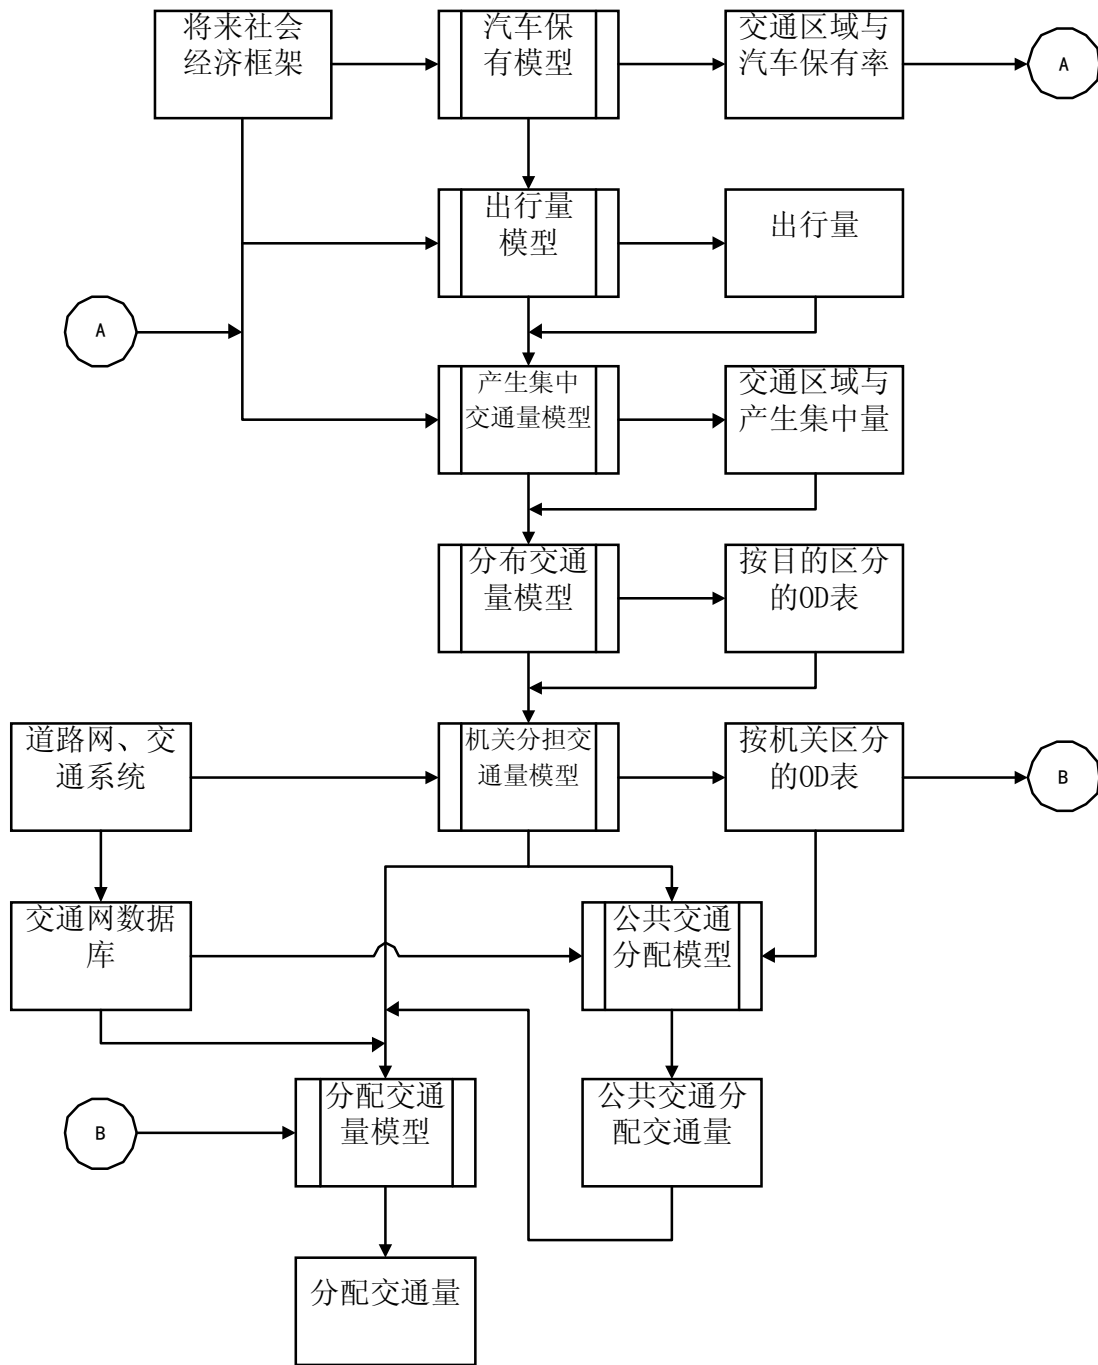 将来社会
经济框架
汽车保
有模型
交通区域与
汽车保有率
A
出行量
模型
出行量
A
产生集中
交通量模型
交通区域与
产生集中量
分布交通
量模型
按目的区分
的OD表
道路网、交
通系统
机关分担交
通量模型
按机关区分
的OD表
B
交通网数据
库
公共交通
分配模型
B
分配交通
量模型
公共交通分
配交通量
分配交通量